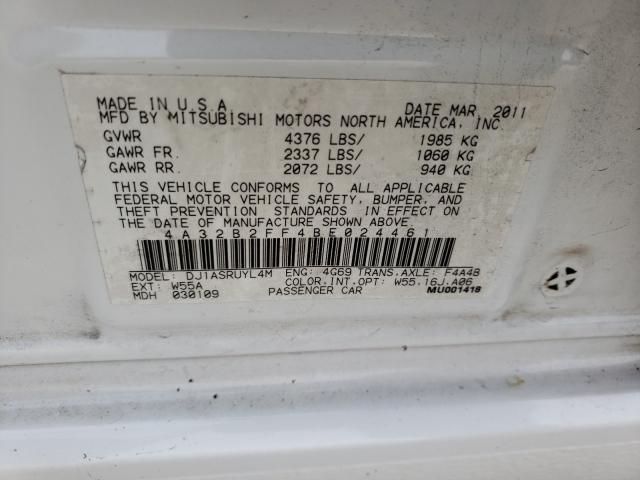 MADE IN U.S.A. DATE MAR 2011
MFD BY MITSUBISHI MOTORS NORTH AMERICA, INC.
GVWR 4376 LBS/ 1985 KG
GAWR FR. 2337 LBS/ 1060 KG
GAWR RR. 2072 LBS/ 940 KG
THIS VEHICLE CONFORMS TO ALL APPLICABLE
FEDERAL MOTOR VEHICLE SAFETY, BUMPER, AND
THEFT PREVENTION STANDARDS IN EFFECT ON
THE DATE OF MANUFACTURE SHOWN ABOVE
4A32B2FF4BE024461
MODEL: DJ1ASRUYL4M ENG: 4G69 TRANS.AXLE: F4A4B
EXT: W55A COLOR.INT.OPT: W55.16J.A06
MDH 030109 PASSENGER CAR MU001418